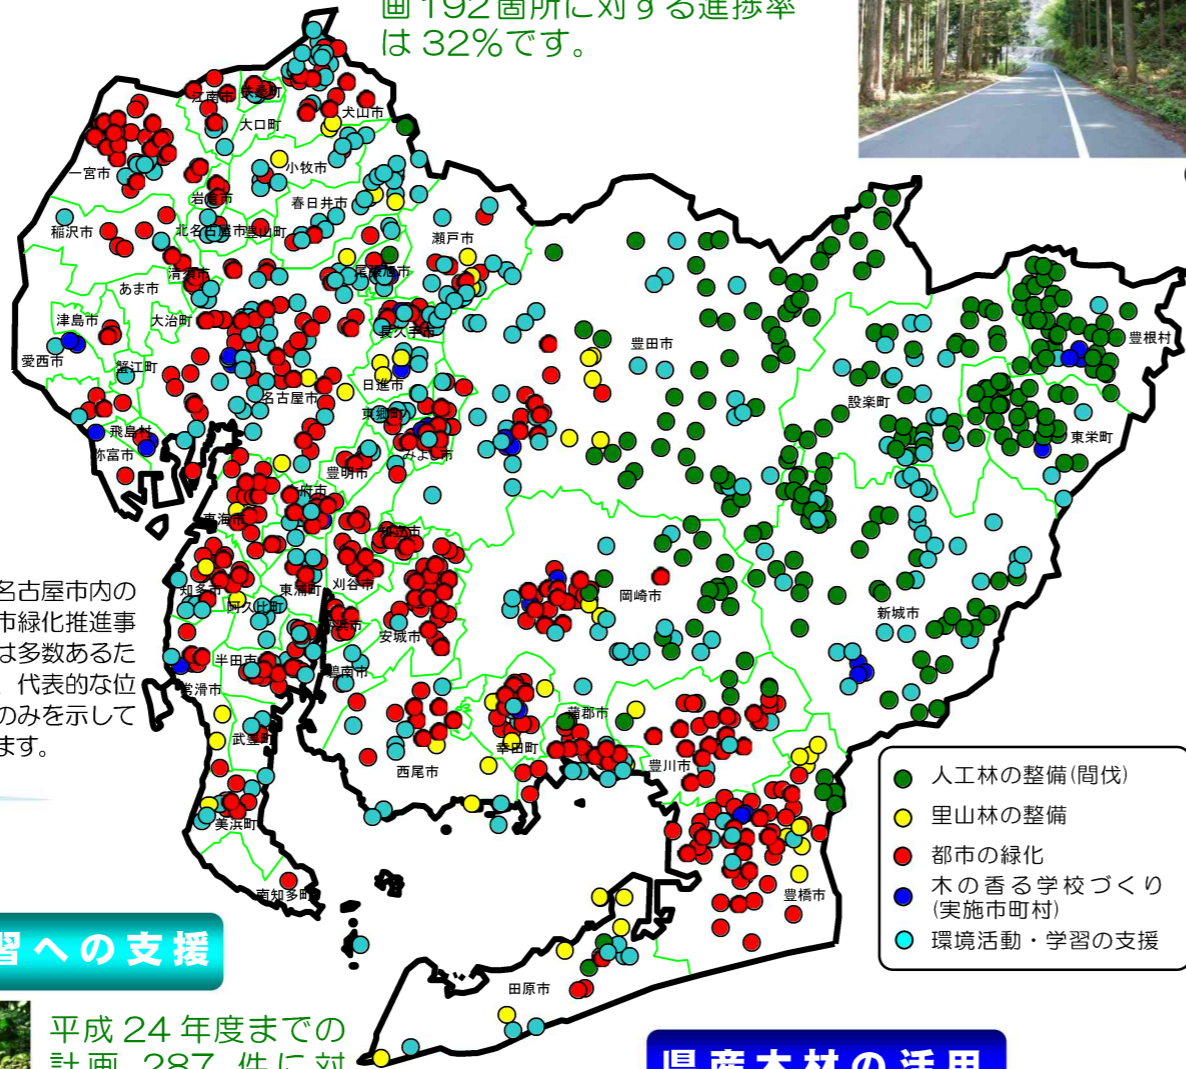 画192箇所に対する進捗率
は32%です。
江南市
大口町
犬山市
一宮市
小牧市
岩倉市
春日井市
稲沢市
北名古屋市
豊山町
瀬戸市
清須市
尾張旭市
あま市
津島市
大治町
長久手市
豊田市
豊根村
愛西市
蟹江町
日進市
名古屋市
設楽町
東郷町
飛島村
東栄町
弥富市
みよし市
豊明市
東海市
知立市
名古屋市内の
市緑化推進事
は多数あるた
代表的な位
のみを示して
ます。
知多市
東浦町
刈谷市
岡崎市
阿久比町
新城市
安城市
半田市
碧南市
常滑市
蒲郡市
武豊町
幸田町
西尾市
豊川市
美浜町
南知多町
豊橋市
田原市
人工林の整備(間伐)
里山林の整備
都市の緑化
木の香る学校づくり
(実施市町村)
環境活動・学習の支援
習への支援
平成24年度までの
計画 287 件に対
県産木材の活用